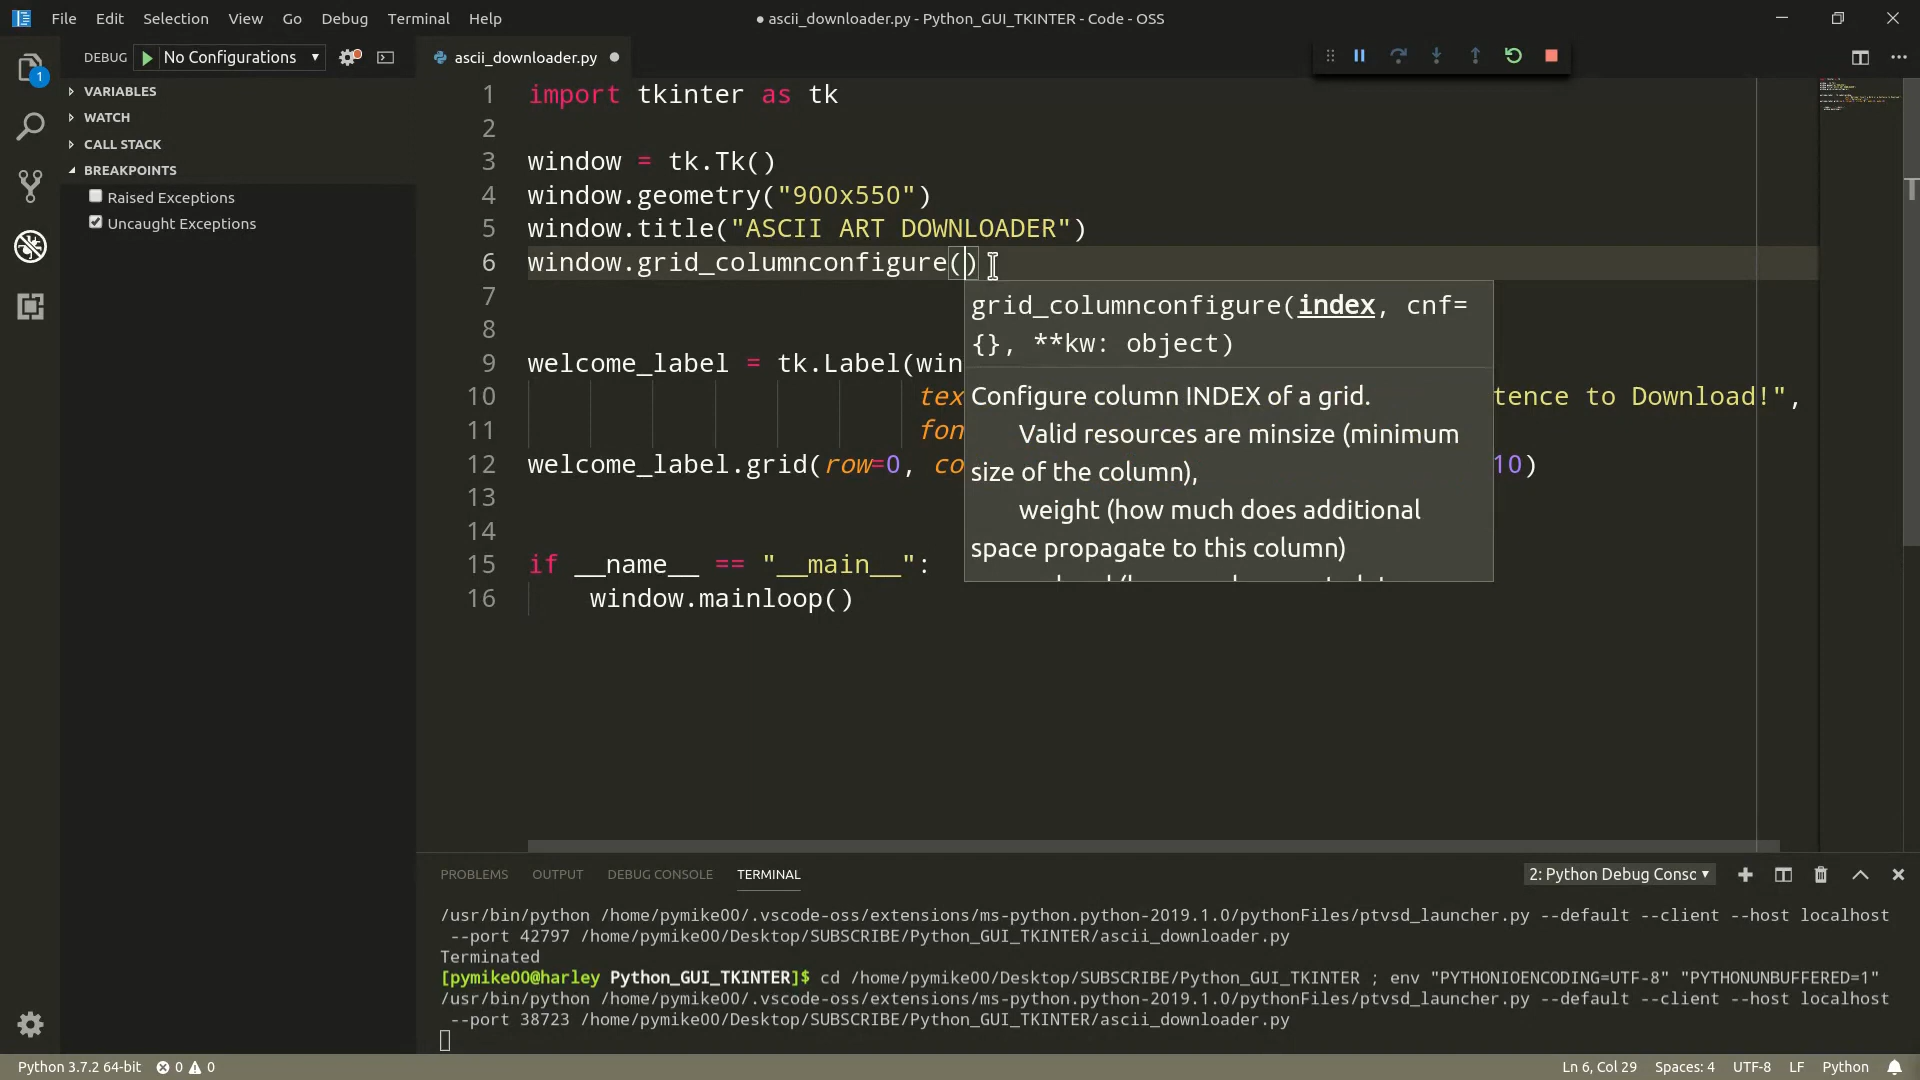 File Edit Selection View Go Debug Terminal Help
● ascii_downloader.py - Python_GUI_TKINTER - Code - OSS
DEBUG No Configurations
ascii_downloader.py
1
VARIABLES
WATCH
CALL STACK
BREAKPOINTS
Raised Exceptions
Uncaught Exceptions
1 import tkinter as tk
2
3 window = tk.Tk()
4 window.geometry("900x550")
5 window.title("ASCII ART DOWNLOADER")
6 window.grid_columnconfigure()
7
8
9 welcome_label = tk.Label(win
10 tex tence to Download!",
11 fon
12 welcome_label.grid(row=0, co 10)
13
14
15 if __name__ == "__main__":
16 window.mainloop()
grid_columnconfigure(index, cnf=
{}, **kw: object)
Configure column INDEX of a grid.
Valid resources are minsize (minimum
size of the column),
weight (how much does additional
space propagate to this column)
PROBLEMS OUTPUT DEBUG CONSOLE TERMINAL
2: Python Debug Consc
/usr/bin/python /home/pymike00/.vscode-oss/extensions/ms-python.python-2019.1.0/pythonFiles/ptvsd_launcher.py --default --client --host localhost
--port 42797 /home/pymike00/Desktop/SUBSCRIBE/Python_GUI_TKINTER/ascii_downloader.py
Terminated
[pymike00@harley Python_GUI_TKINTER]$ cd /home/pymike00/Desktop/SUBSCRIBE/Python_GUI_TKINTER ; env "PYTHONIOENCODING=UTF-8" "PYTHONUNBUFFERED=1"
/usr/bin/python /home/pymike00/.vscode-oss/extensions/ms-python.python-2019.1.0/pythonFiles/ptvsd_launcher.py --default --client --host localhost
--port 38723 /home/pymike00/Desktop/SUBSCRIBE/Python_GUI_TKINTER/ascii_downloader.py
Python 3.7.2 64-bit 0 0
Ln 6, Col 29 Spaces: 4 UTF-8 LF Python